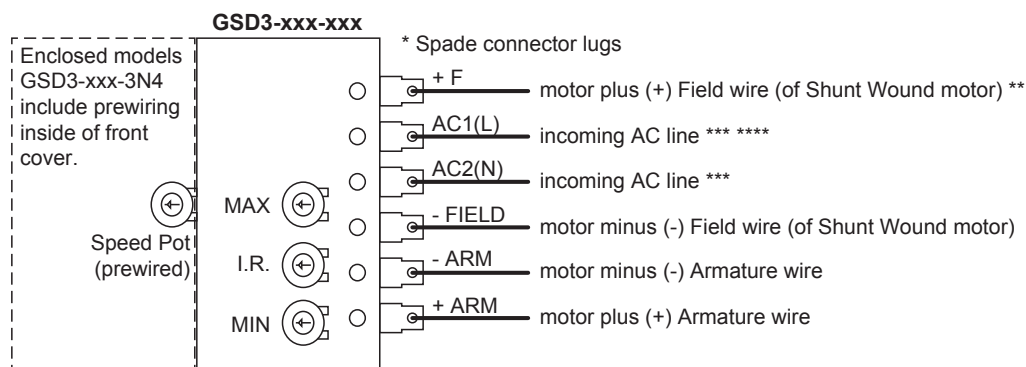 GSD3-xxx-xxx
* Spade connector lugs
Enclosed models
GSD3-xxx-3N4
include prewiring
inside of front
cover.
+ F
motor plus (+) Field wire (of Shunt Wound motor) **
AC1(L)
incoming AC line *** ****
AC2(N)
incoming AC line ***
MAX
- FIELD
motor minus (-) Field wire (of Shunt Wound motor)
Speed Pot
(prewired)
I.R.
- ARM
motor minus (-) Armature wire
MIN
+ ARM
motor plus (+) Armature wire